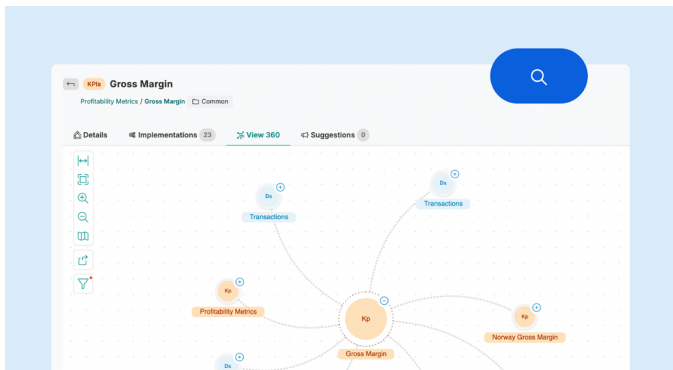 KPIs Gross Margin
Profitability Metrics / Gross Margin Common
Details Implementations 23 View 360 Suggestions 0
Ds
Transactions
Ds
Transactions
Kp
Profitability Metrics
Kp
Gross Margin
Kp
Norway Gross Margin
Ds